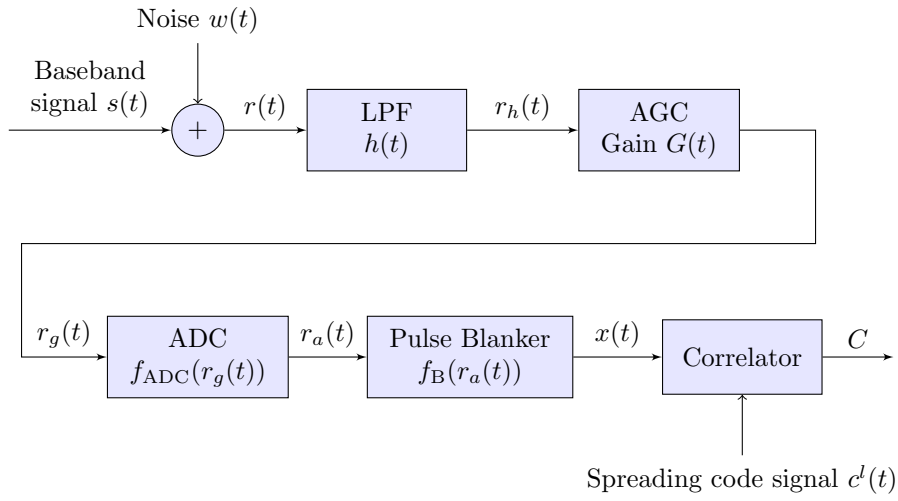 Noise w(t)
Baseband
signal s(t)
+
r(t)
LPF
h(t)
r_h(t)
AGC
Gain G(t)
r_g(t)
ADC
f_ADC(r_g(t))
r_a(t)
Pulse Blanker
f_B(r_a(t))
x(t)
Correlator
C
Spreading code signal c^l(t)